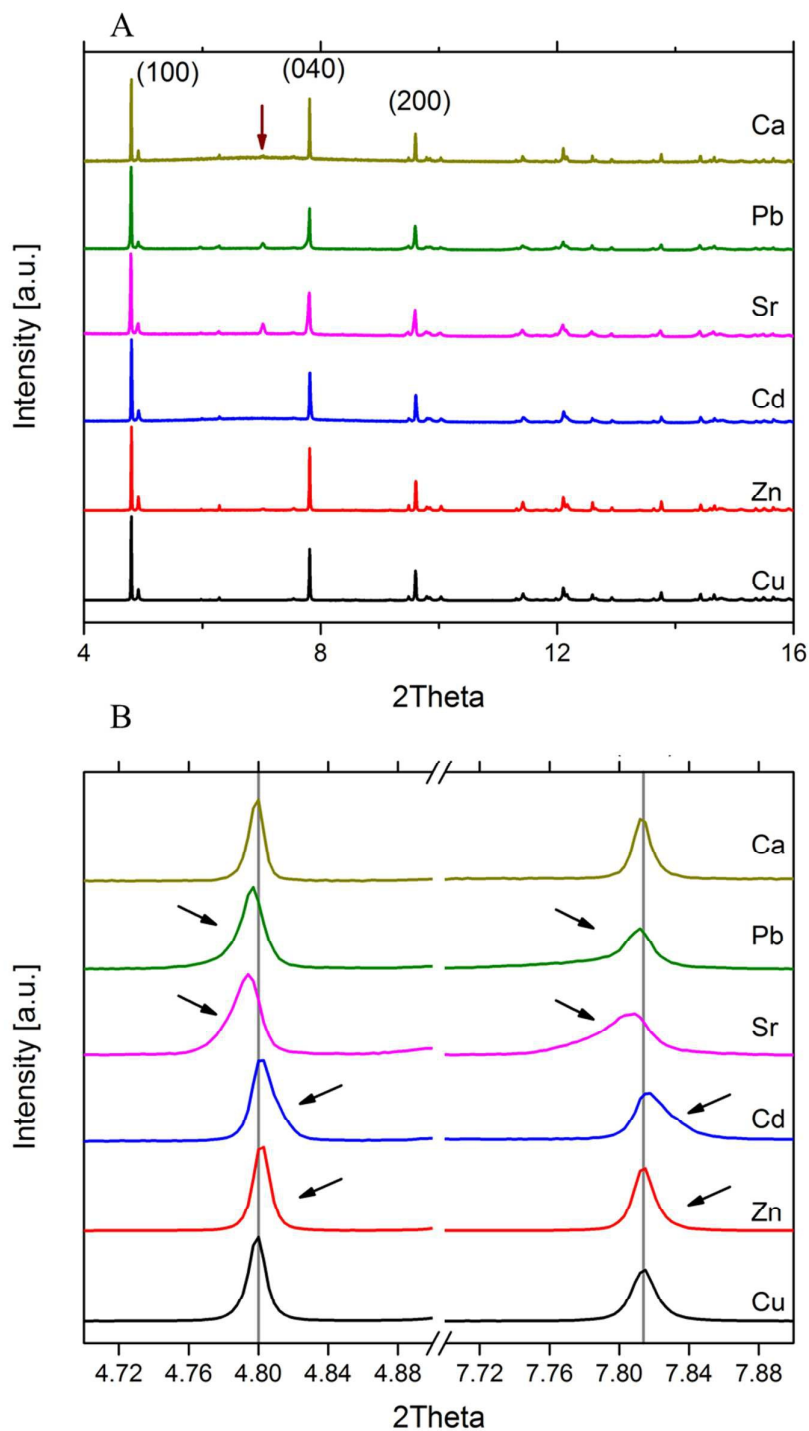 A
(100)
(040)
(200)
Ca
Pb
Sr
Cd
Zn
Cu
Intensity [a.u.]
4 8 12 16
2Theta
B
Ca
Pb
Sr
Cd
Zn
Cu
Intensity [a.u.]
4.72 4.76 4.80 4.84 4.88 7.72 7.76 7.80 7.84 7.88
2Theta